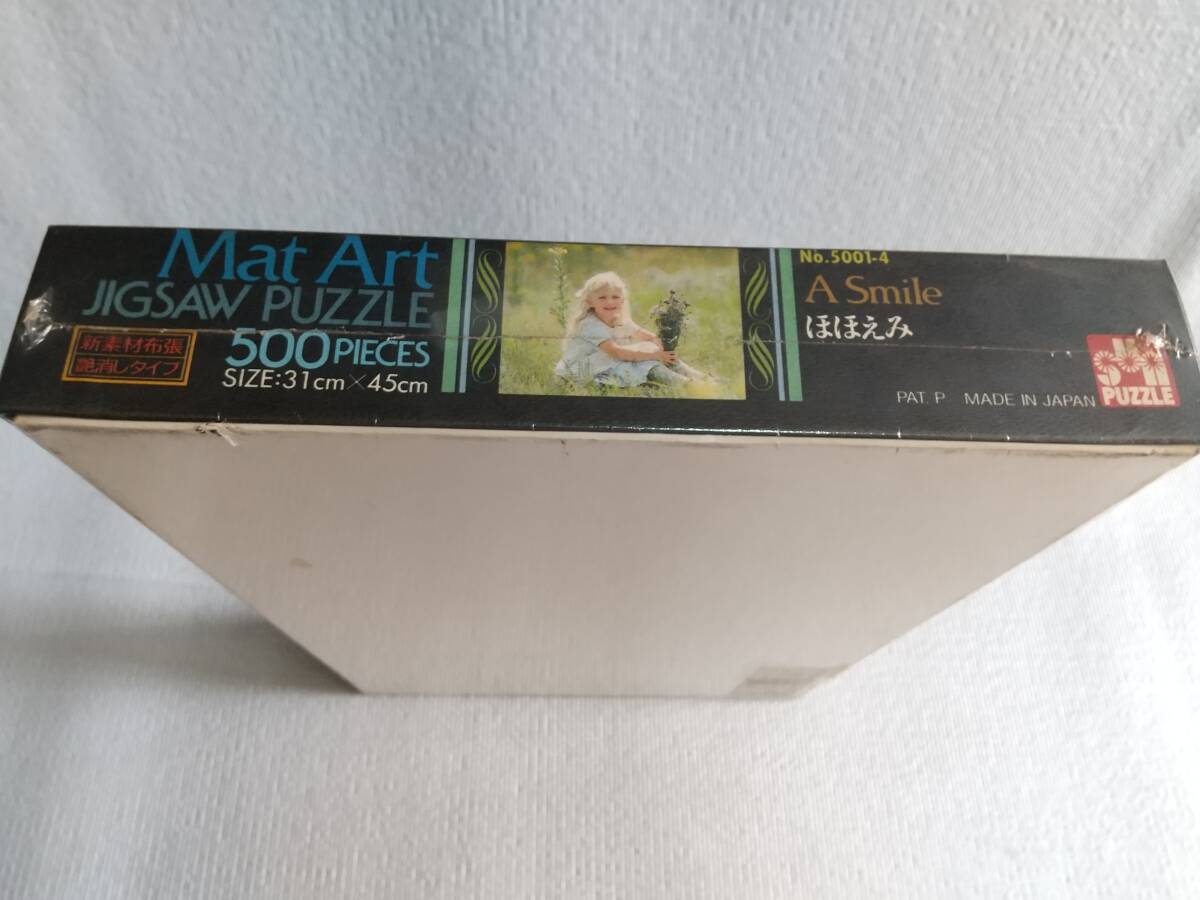 Mat Art
JIGSAW PUZZLE
新素材布張
艶消しタイプ
500 PIECES
SIZE:31cm×45cm
No.5001-4
A Smile
ほほえみ
PAT. P MADE IN JAPAN
PUZZLE